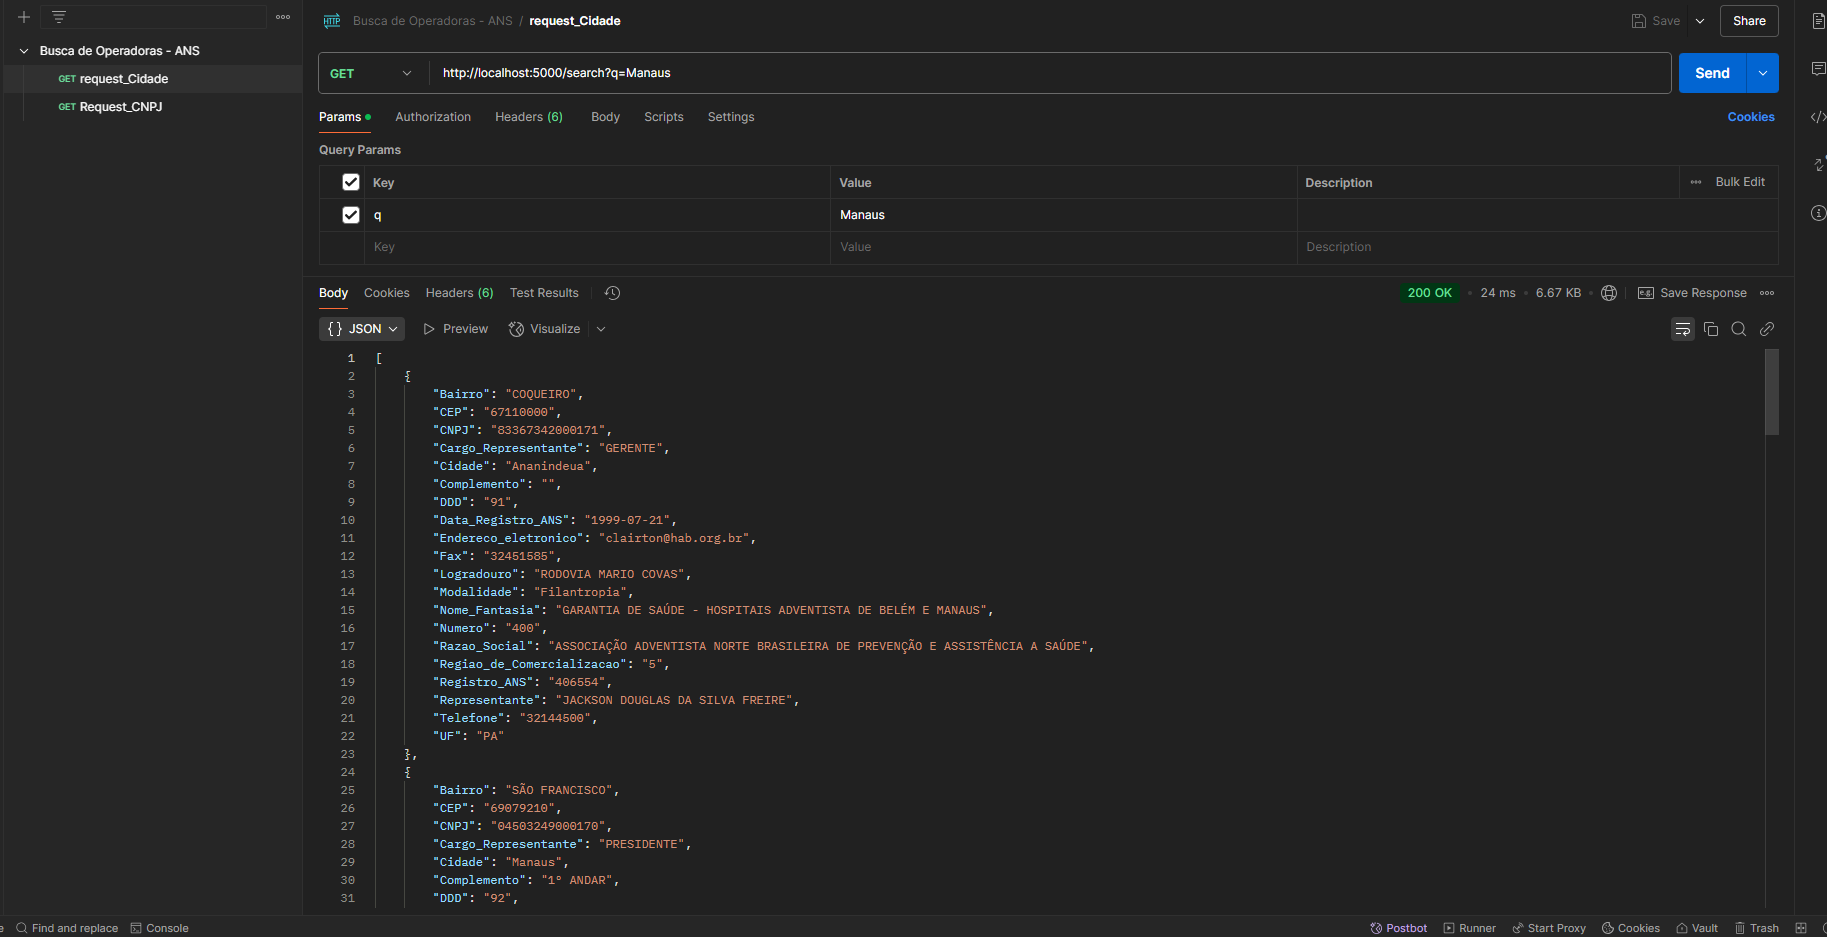 Busca de Operadoras - ANS / request_Cidade
Save
Share
Busca de Operadoras - ANS
GET request_Cidade
GET Request_CNPJ
GET http://localhost:5000/search?q=Manaus
Send
Params Authorization Headers (6) Body Scripts Settings
Cookies
Query Params
Key Value Description Bulk Edit
q Manaus
Key Value Description
Body Cookies Headers (6) Test Results
200 OK 24 ms 6.67 KB e.g. Save Response
{} JSON Preview Visualize
1 [
2 {
3 "Bairro": "COQUEIRO",
4 "CEP": "67110000",
5 "CNPJ": "83367342000171",
6 "Cargo_Representante": "GERENTE",
7 "Cidade": "Ananindeua",
8 "Complemento": "",
9 "DDD": "91",
10 "Data_Registro_ANS": "1999-07-21",
11 "Endereco_eletronico": "clairton@hab.org.br",
12 "Fax": "32451585",
13 "Logradouro": "RODOVIA MARIO COVAS",
14 "Modalidade": "Filantropia",
15 "Nome_Fantasia": "GARANTIA DE SAÚDE - HOSPITAIS ADVENTISTA DE BELÉM E MANAUS",
16 "Numero": "400",
17 "Razao_Social": "ASSOCIAÇÃO ADVENTISTA NORTE BRASILEIRA DE PREVENÇÃO E ASSISTÊNCIA A SAÚDE",
18 "Regiao_de_Comercializacao": "5",
19 "Registro_ANS": "406554",
20 "Representante": "JACKSON DOUGLAS DA SILVA FREIRE",
21 "Telefone": "32144500",
22 "UF": "PA"
23 },
24 {
25 "Bairro": "SÃO FRANCISCO",
26 "CEP": "69079210",
27 "CNPJ": "04503249000170",
28 "Cargo_Representante": "PRESIDENTE",
29 "Cidade": "Manaus",
30 "Complemento": "1º ANDAR",
31 "DDD": "92",
Find and replace Console
Postbot Runner Start Proxy Cookies Vault Trash